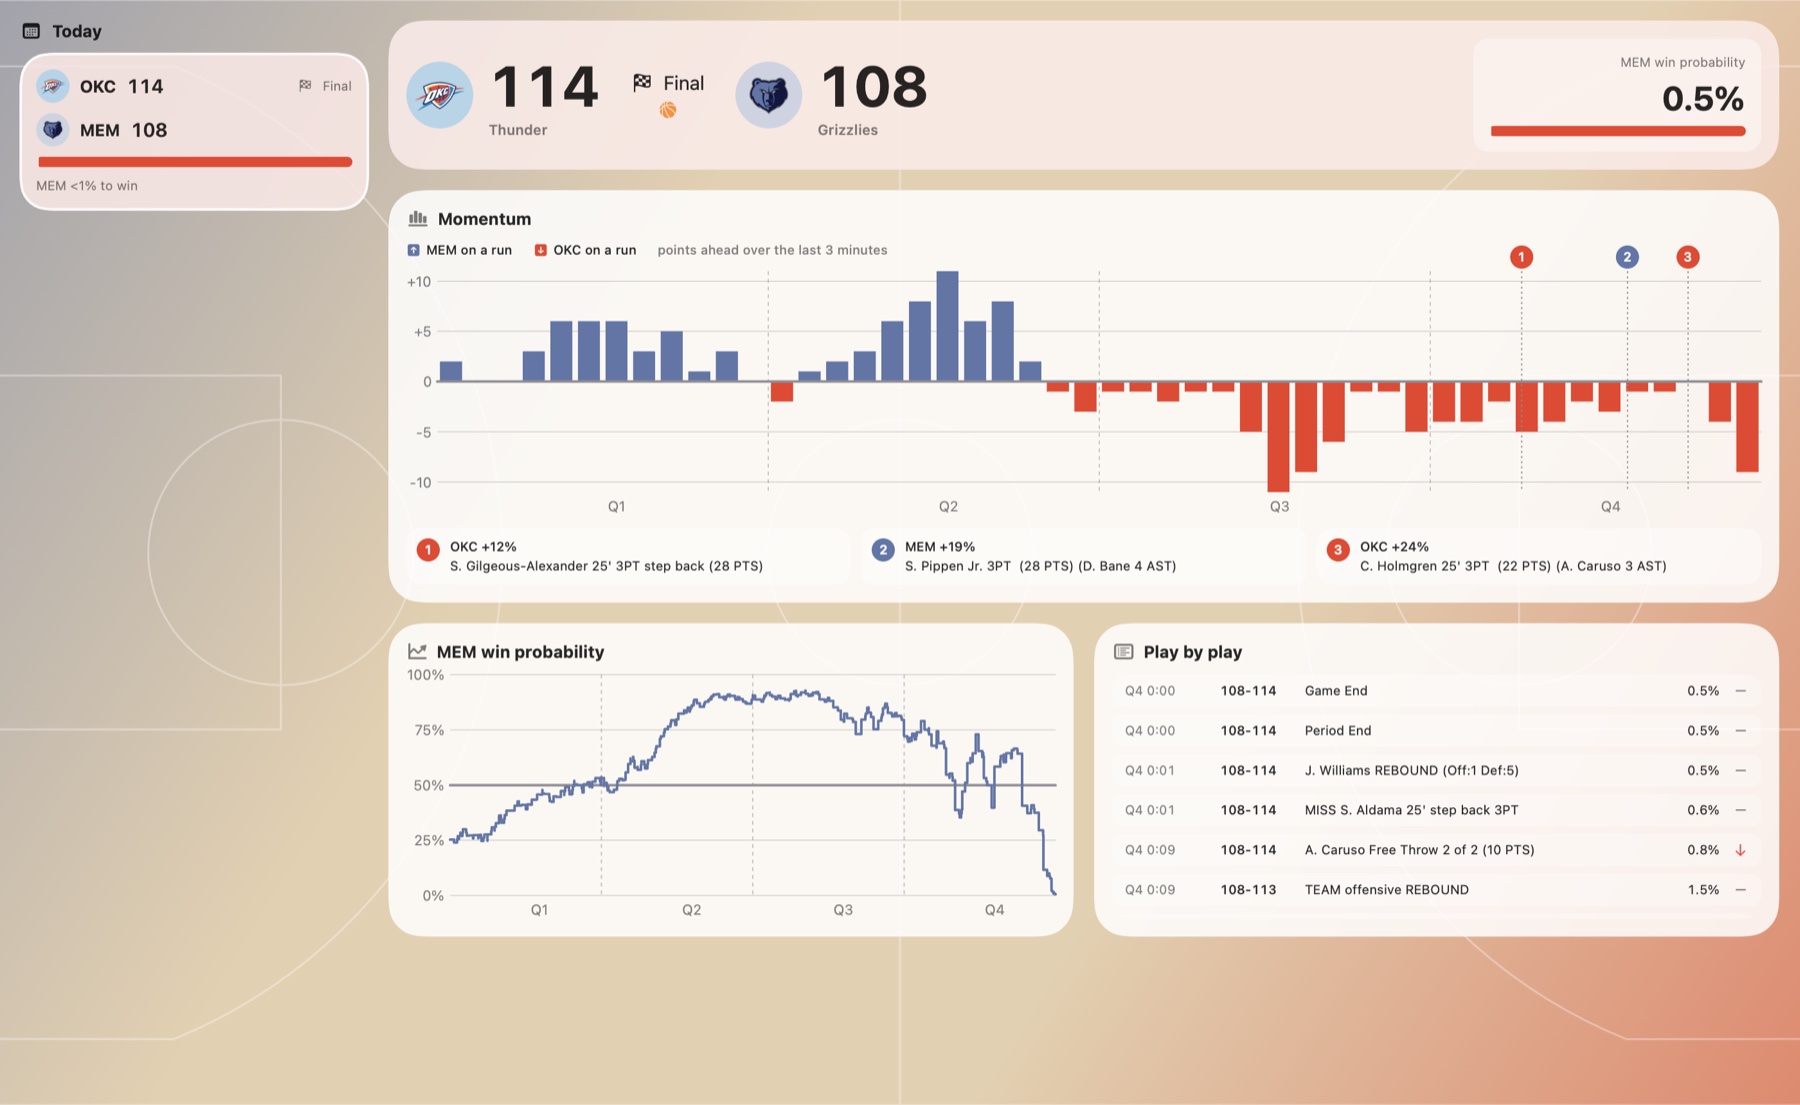 Today
OKC 114 Final
MEM 108
MEM <1% to win
114
Thunder
Final
108
Grizzlies
MEM win probability
0.5%
Momentum
MEM on a run OKC on a run points ahead over the last 3 minutes
1 2 3
+10
+5
0
-5
-10
Q1 Q2 Q3 Q4
1 OKC +12%
S. Gilgeous-Alexander 25' 3PT step back (28 PTS)
2 MEM +19%
S. Pippen Jr. 3PT (28 PTS) (D. Bane 4 AST)
3 OKC +24%
C. Holmgren 25' 3PT (22 PTS) (A. Caruso 3 AST)
MEM win probability
100%
75%
50%
25%
0%
Q1 Q2 Q3 Q4
Play by play
Q4 0:00 108-114 Game End 0.5% –
Q4 0:00 108-114 Period End 0.5% –
Q4 0:01 108-114 J. Williams REBOUND (Off:1 Def:5) 0.5% –
Q4 0:01 108-114 MISS S. Aldama 25' step back 3PT 0.6% –
Q4 0:09 108-114 A. Caruso Free Throw 2 of 2 (10 PTS) 0.8% ↓
Q4 0:09 108-113 TEAM offensive REBOUND 1.5% –